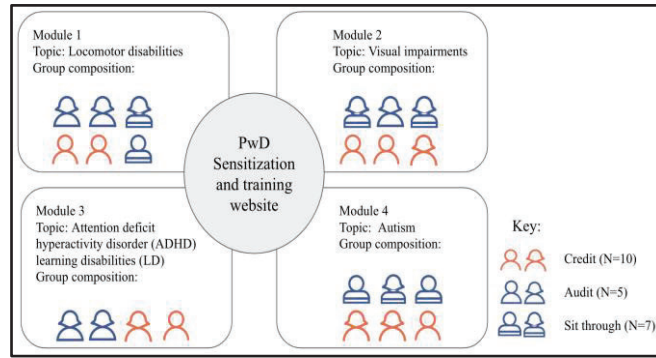 Module 1
Topic: Locomotor disabilities
Group composition:
Module 2
Topic: Visual impairments
Group composition:
PwD
Sensitization
and training
website
Module 3
Topic: Attention deficit
hyperactivity disorder (ADHD)
learning disabilities (LD)
Group composition:
Module 4
Topic: Autism
Group composition:
Key:
Credit (N=10)
Audit (N=5)
Sit through (N=7)